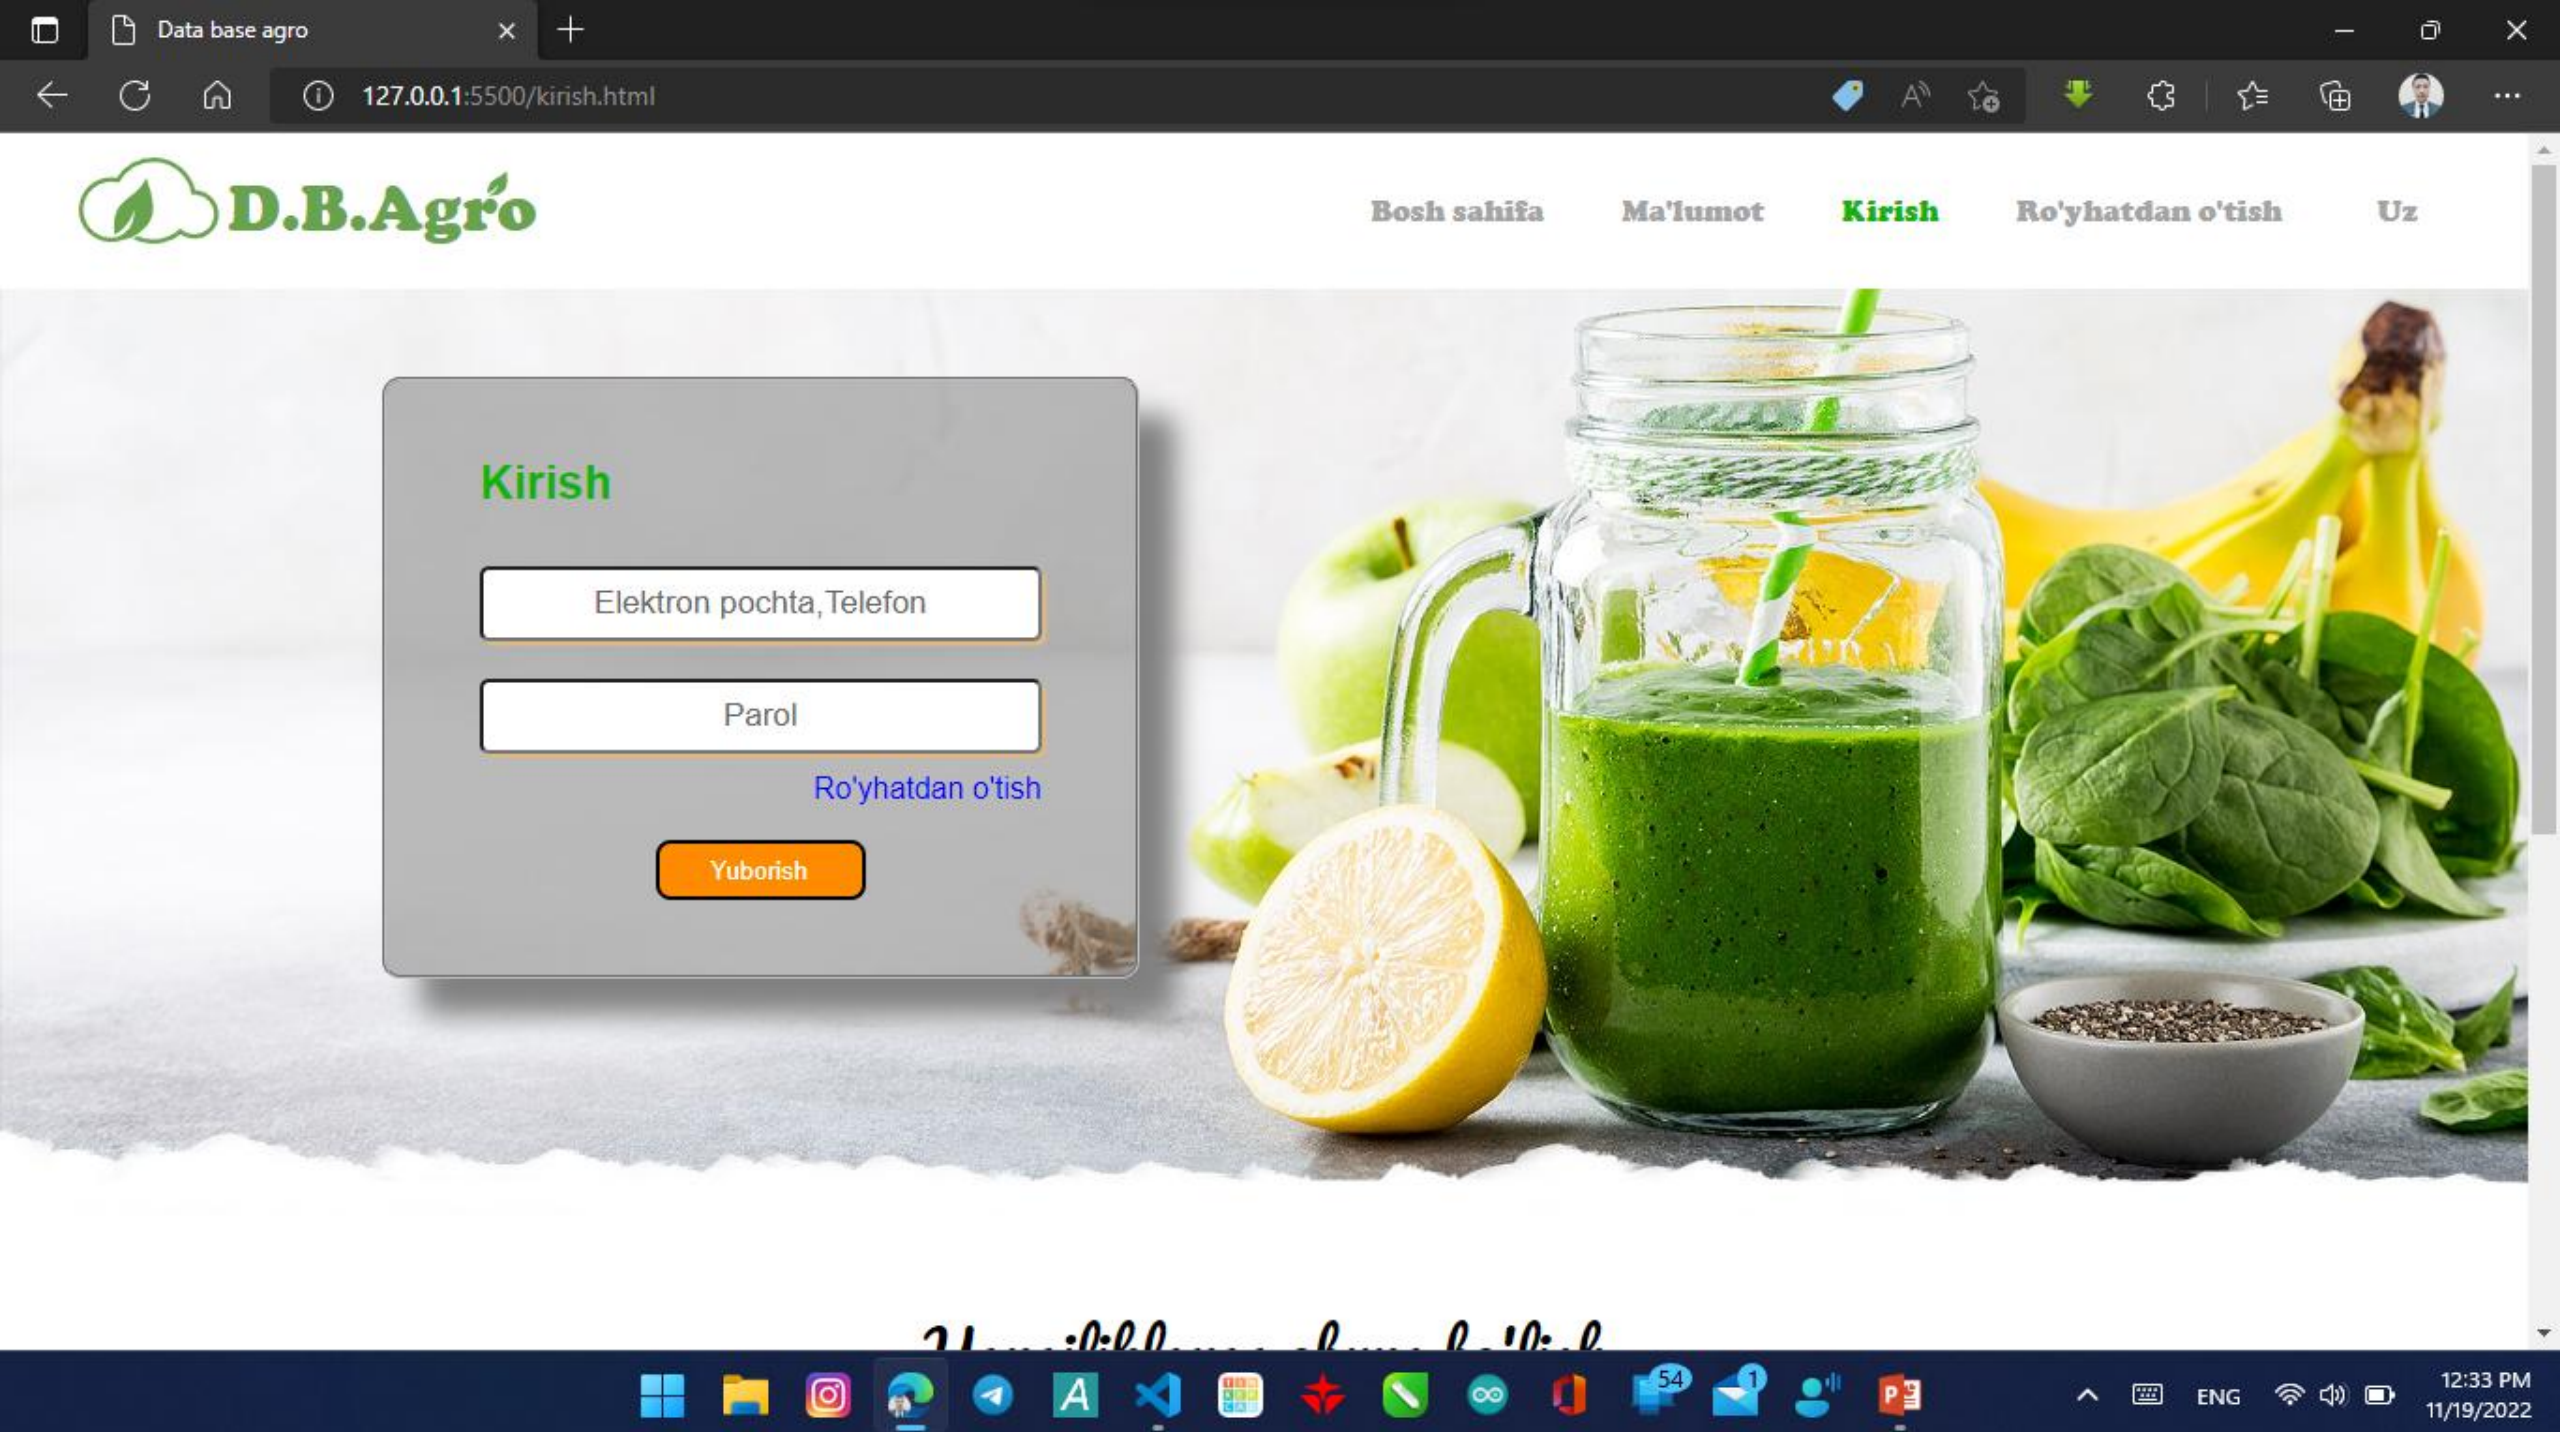 Data base agro
127.0.0.1:5500/kirish.html
D.B.Agro
Bosh sahifa
Ma'lumot
Kirish
Ro'yhatdan o'tish
Uz
Kirish
Elektron pochta,Telefon
Parol
Ro'yhatdan o'tish
Yuborish
54
1
ENG
12:33 PM
11/19/2022